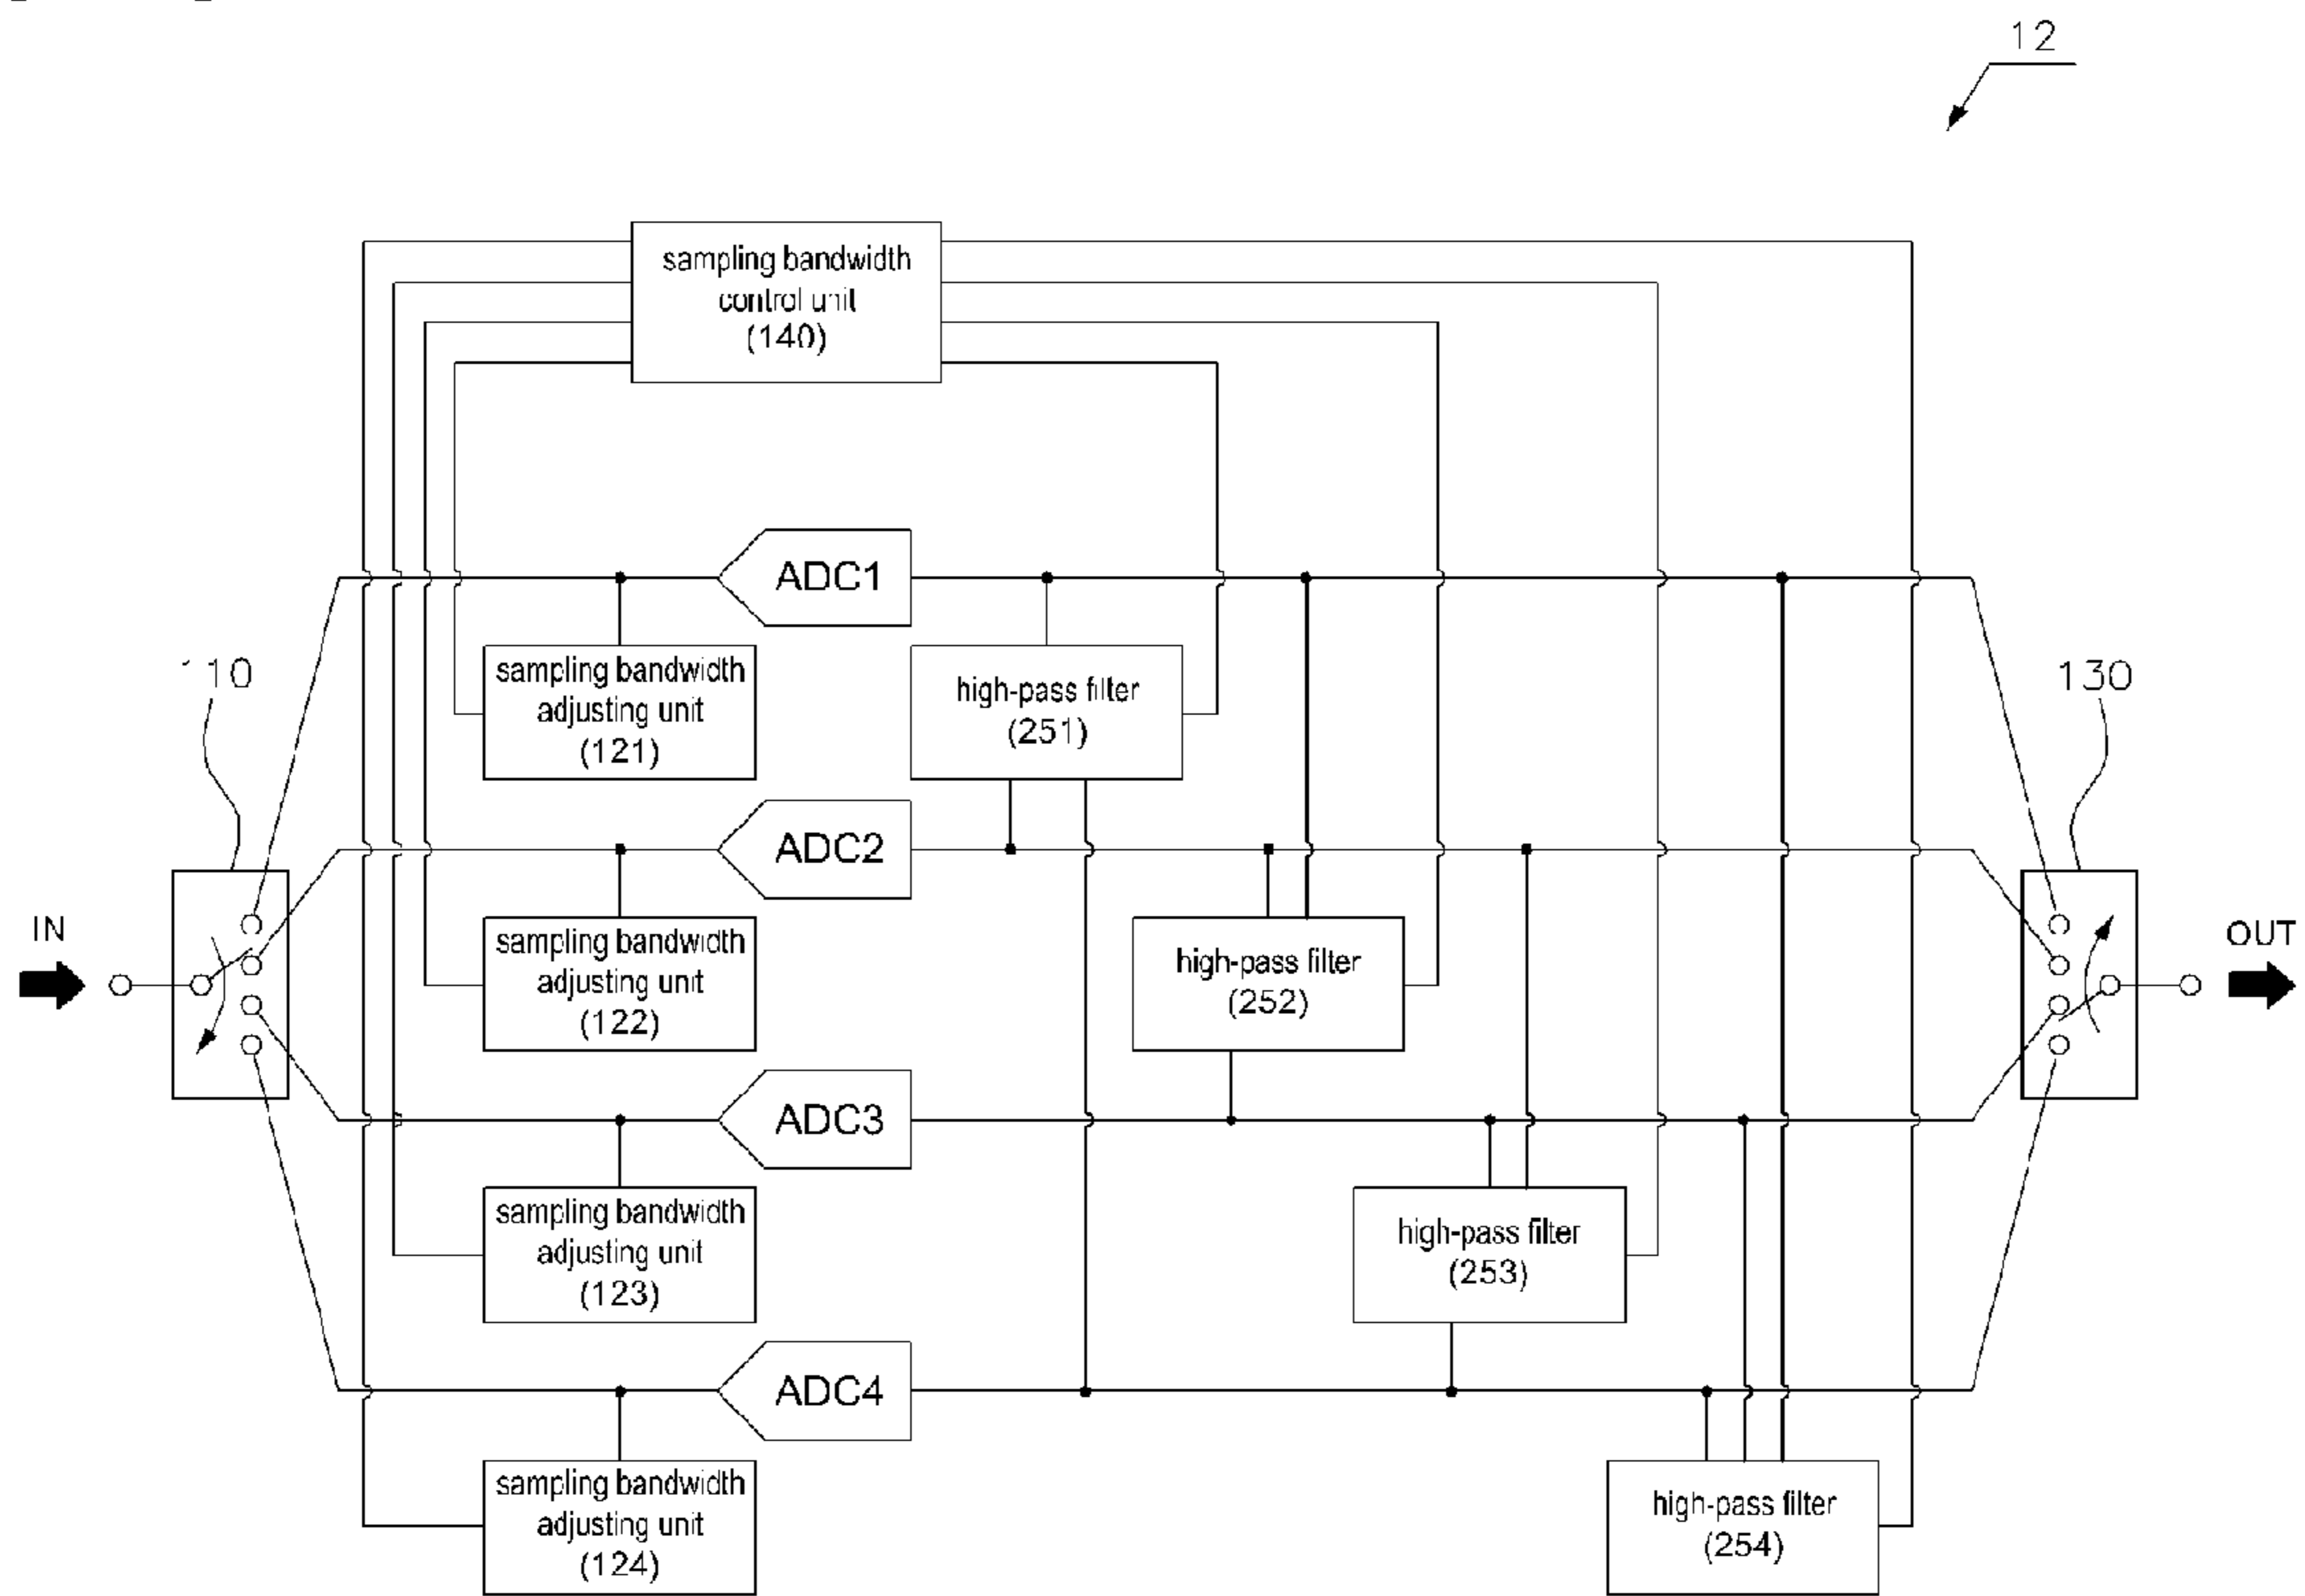 12
sampling bandwidth
control unit
(140)
ADC1
110
sampling bandwidth
adjusting unit
(121)
high-pass filter
(251)
130
ADC2
IN
sampling bandwidth
adjusting unit
(122)
high-pass filter
(252)
OUT
ADC3
sampling bandwidth
adjusting unit
(123)
high-pass filter
(253)
ADC4
sampling bandwidth
adjusting unit
(124)
high-pass filter
(254)